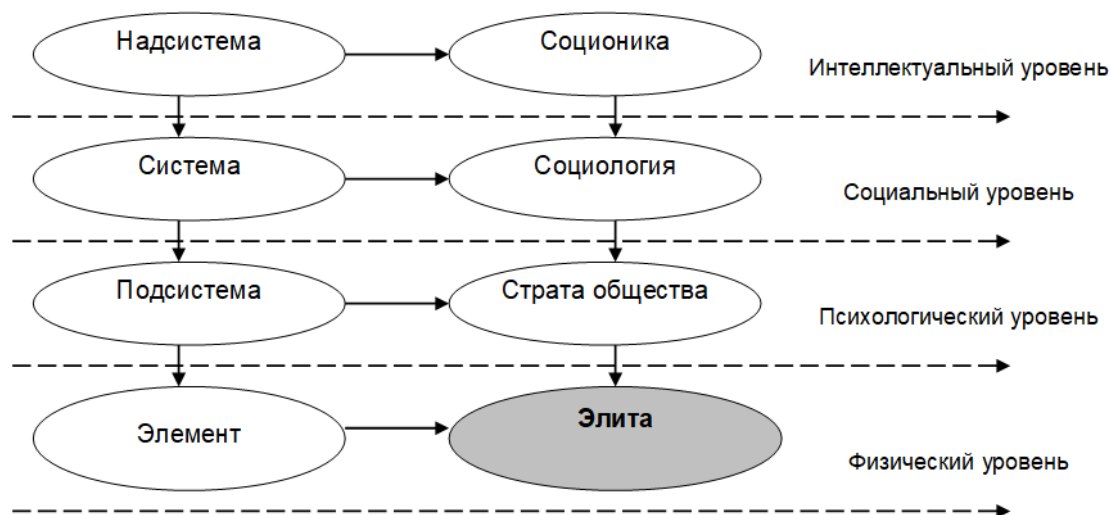 Надсистема
Соционика
Интеллектуальный уровень
Система
Социология
Социальный уровень
Подсистема
Страта общества
Психологический уровень
Элемент
Элита
Физический уровень